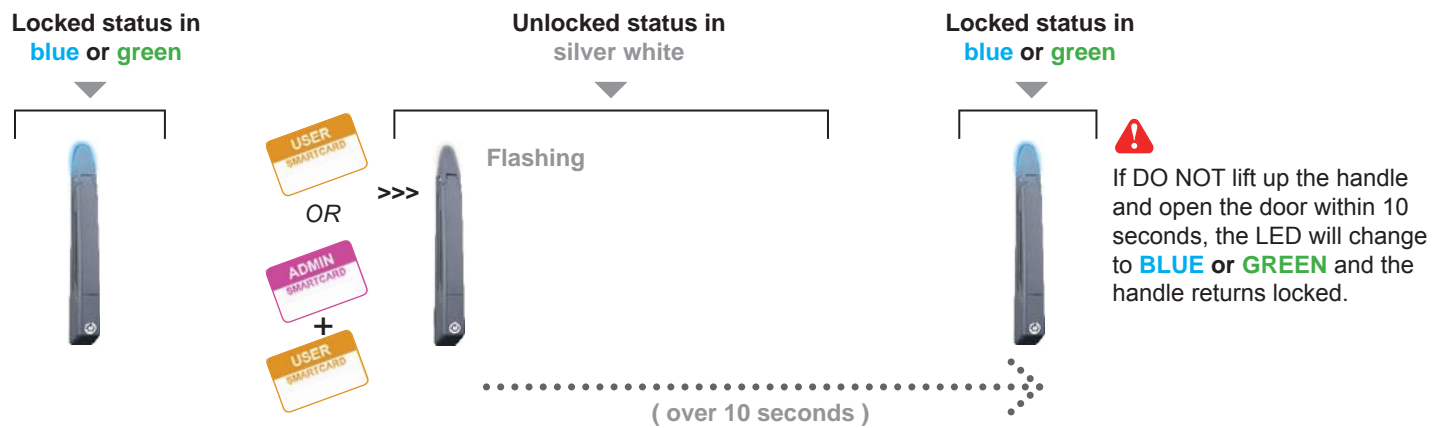 Locked status in
blue or green
Unlocked status in
silver white
Locked status in
blue or green
USER
SMARTCARD
OR
ADMIN
SMARTCARD
+
USER
SMARTCARD
>>>
Flashing
If DO NOT lift up the handle
and open the door within 10
seconds, the LED will change
to BLUE or GREEN and the
handle returns locked.
( over 10 seconds )